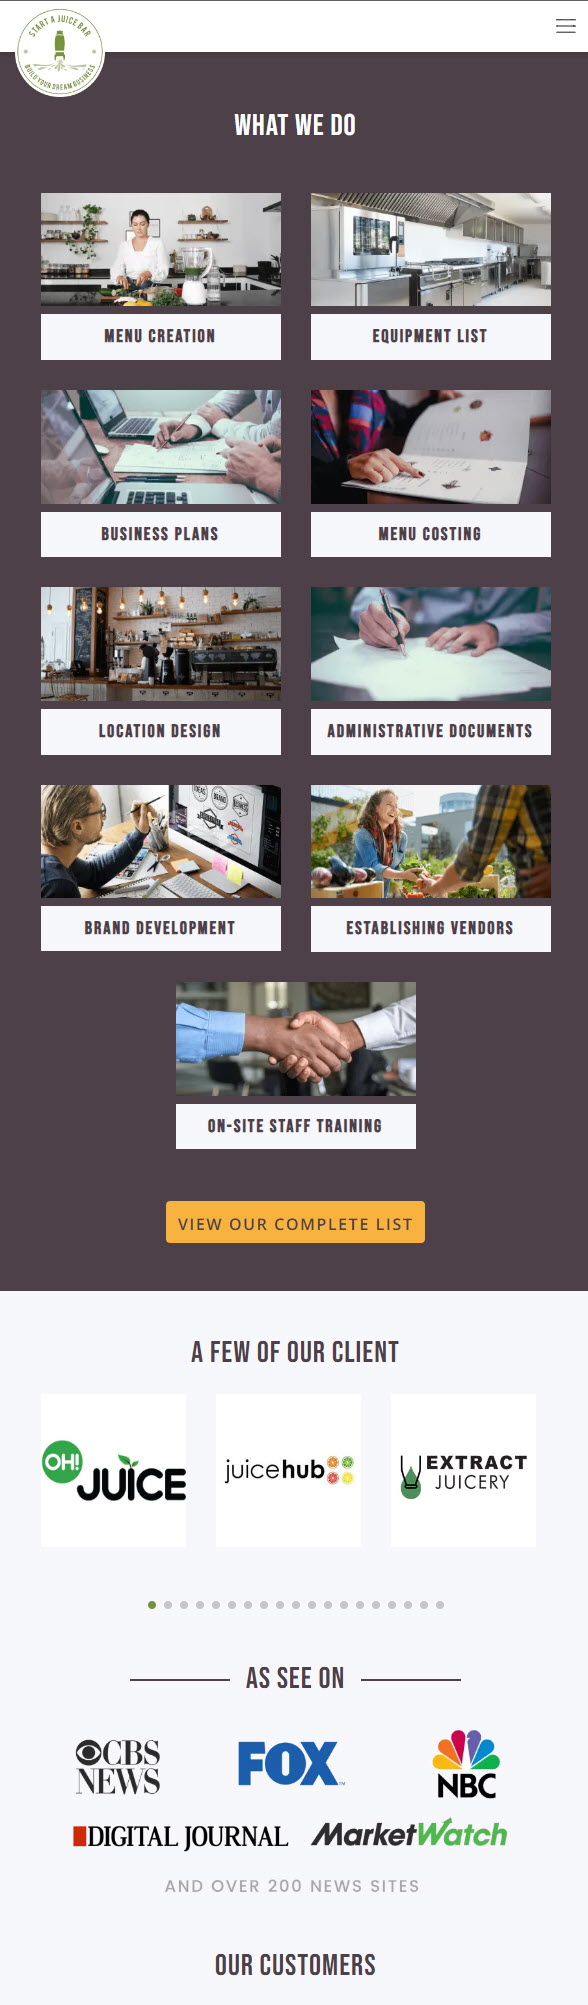 START A JUICE BAR
BUILD YOUR DREAM BUSINESS
WHAT WE DO
MENU CREATION
EQUIPMENT LIST
BUSINESS PLANS
MENU COSTING
LOCATION DESIGN
ADMINISTRATIVE DOCUMENTS
IDEAS
BRAND
BRAND DEVELOPMENT
ESTABLISHING VENDORS
ON-SITE STAFF TRAINING
VIEW OUR COMPLETE LIST
A FEW OF OUR CLIENT
OH! JUICE
juicehub
EXTRACT
JUICERY
AS SEE ON
CBS
NEWS
FOX™
NBC
DIGITAL JOURNAL
MarketWatch
AND OVER 200 NEWS SITES
OUR CUSTOMERS